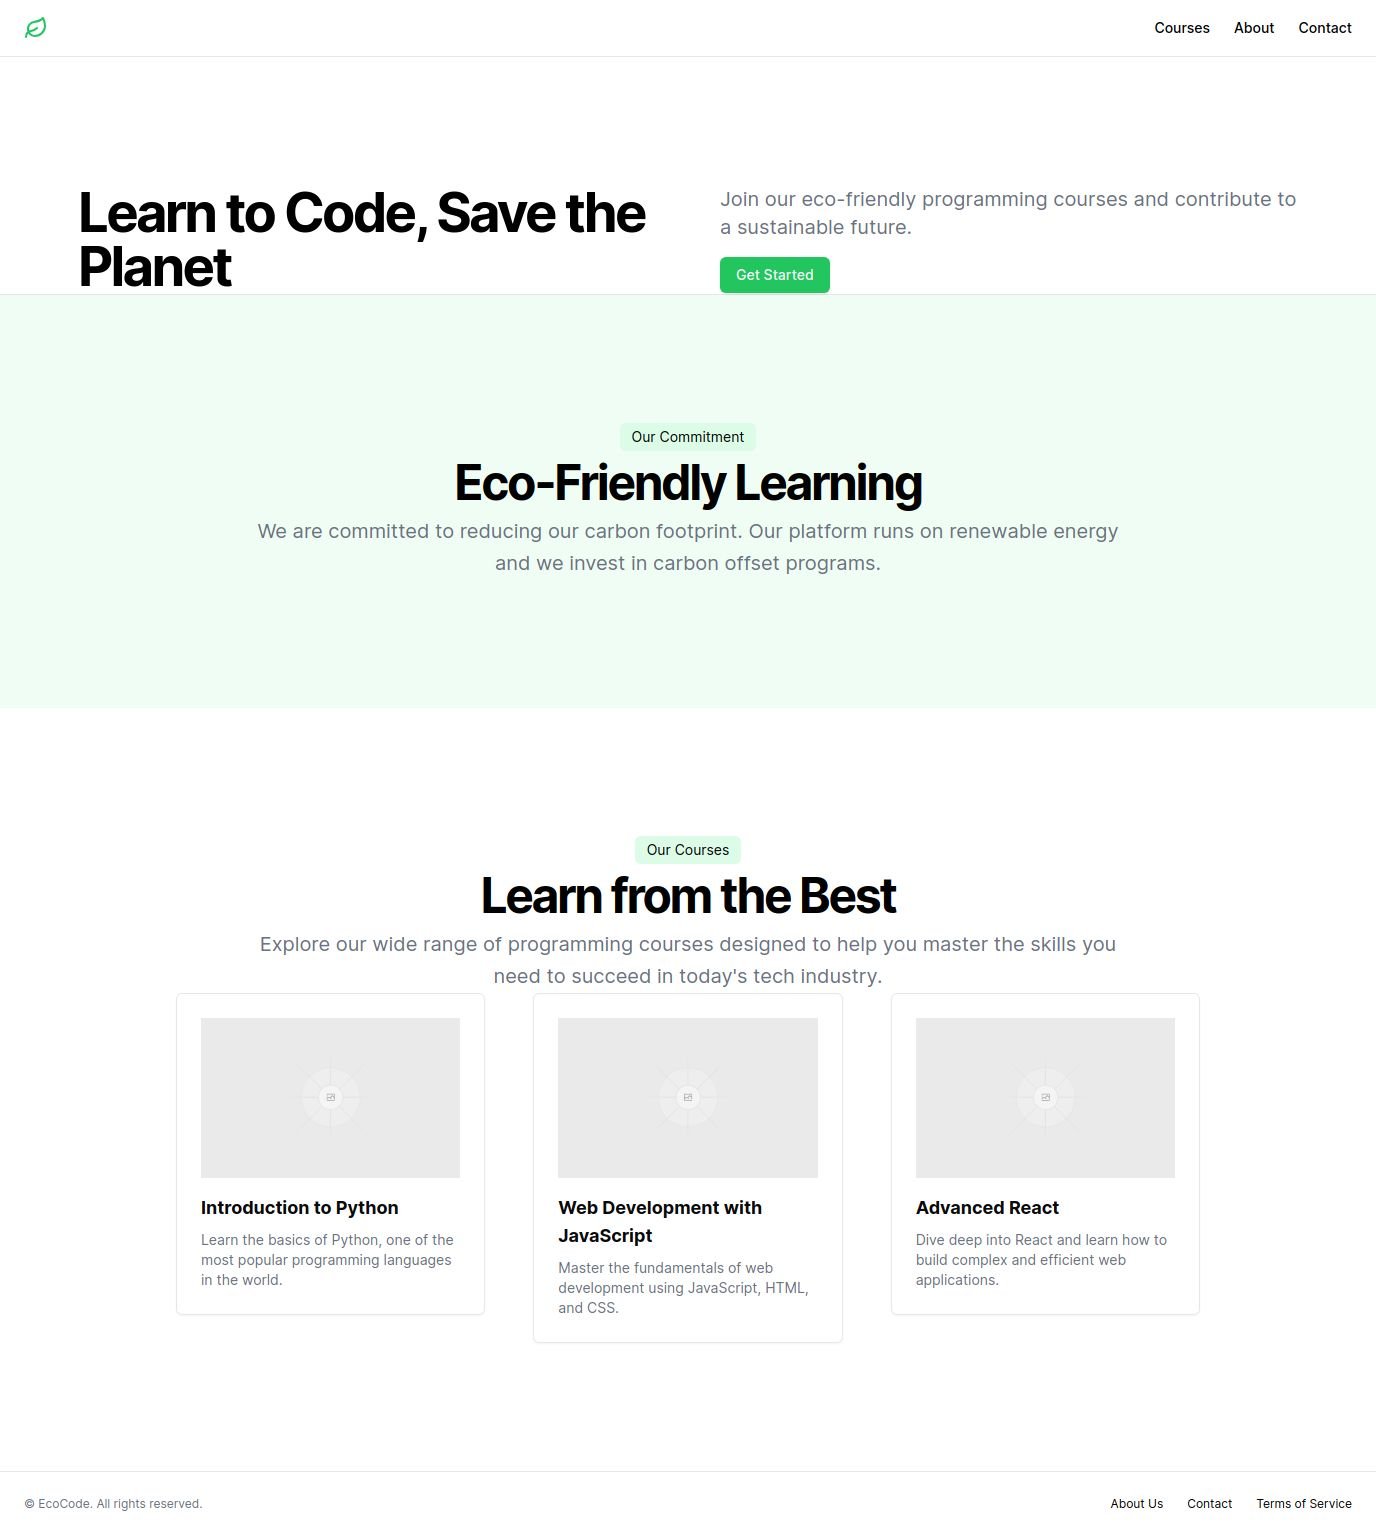 Courses About Contact
Learn to Code, Save the
Planet
Join our eco-friendly programming courses and contribute to
a sustainable future.
Get Started
Our Commitment
Eco-Friendly Learning
We are committed to reducing our carbon footprint. Our platform runs on renewable energy
and we invest in carbon offset programs.
Our Courses
Learn from the Best
Explore our wide range of programming courses designed to help you master the skills you
need to succeed in today's tech industry.
Introduction to Python
Learn the basics of Python, one of the
most popular programming languages
in the world.
Web Development with
JavaScript
Master the fundamentals of web
development using JavaScript, HTML,
and CSS.
Advanced React
Dive deep into React and learn how to
build complex and efficient web
applications.
© EcoCode. All rights reserved.
About Us Contact Terms of Service